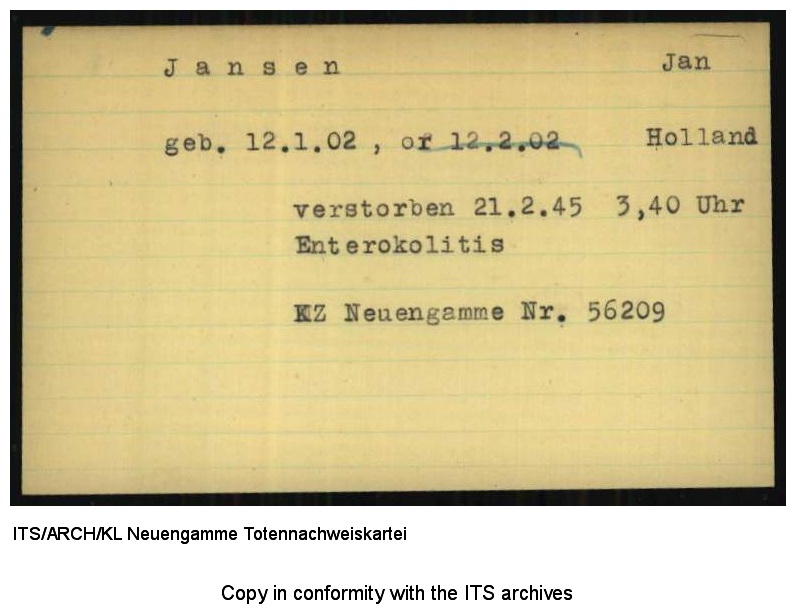 J a n s e n Jan
geb. 12.1.02 , or 12.2.02 Holland
verstorben 21.2.45 3,40 Uhr
Enterokolitis
KZ Neuengamme Nr. 56209
ITS/ARCH/KL Neuengamme Totennachweiskartei
Copy in conformity with the ITS archives